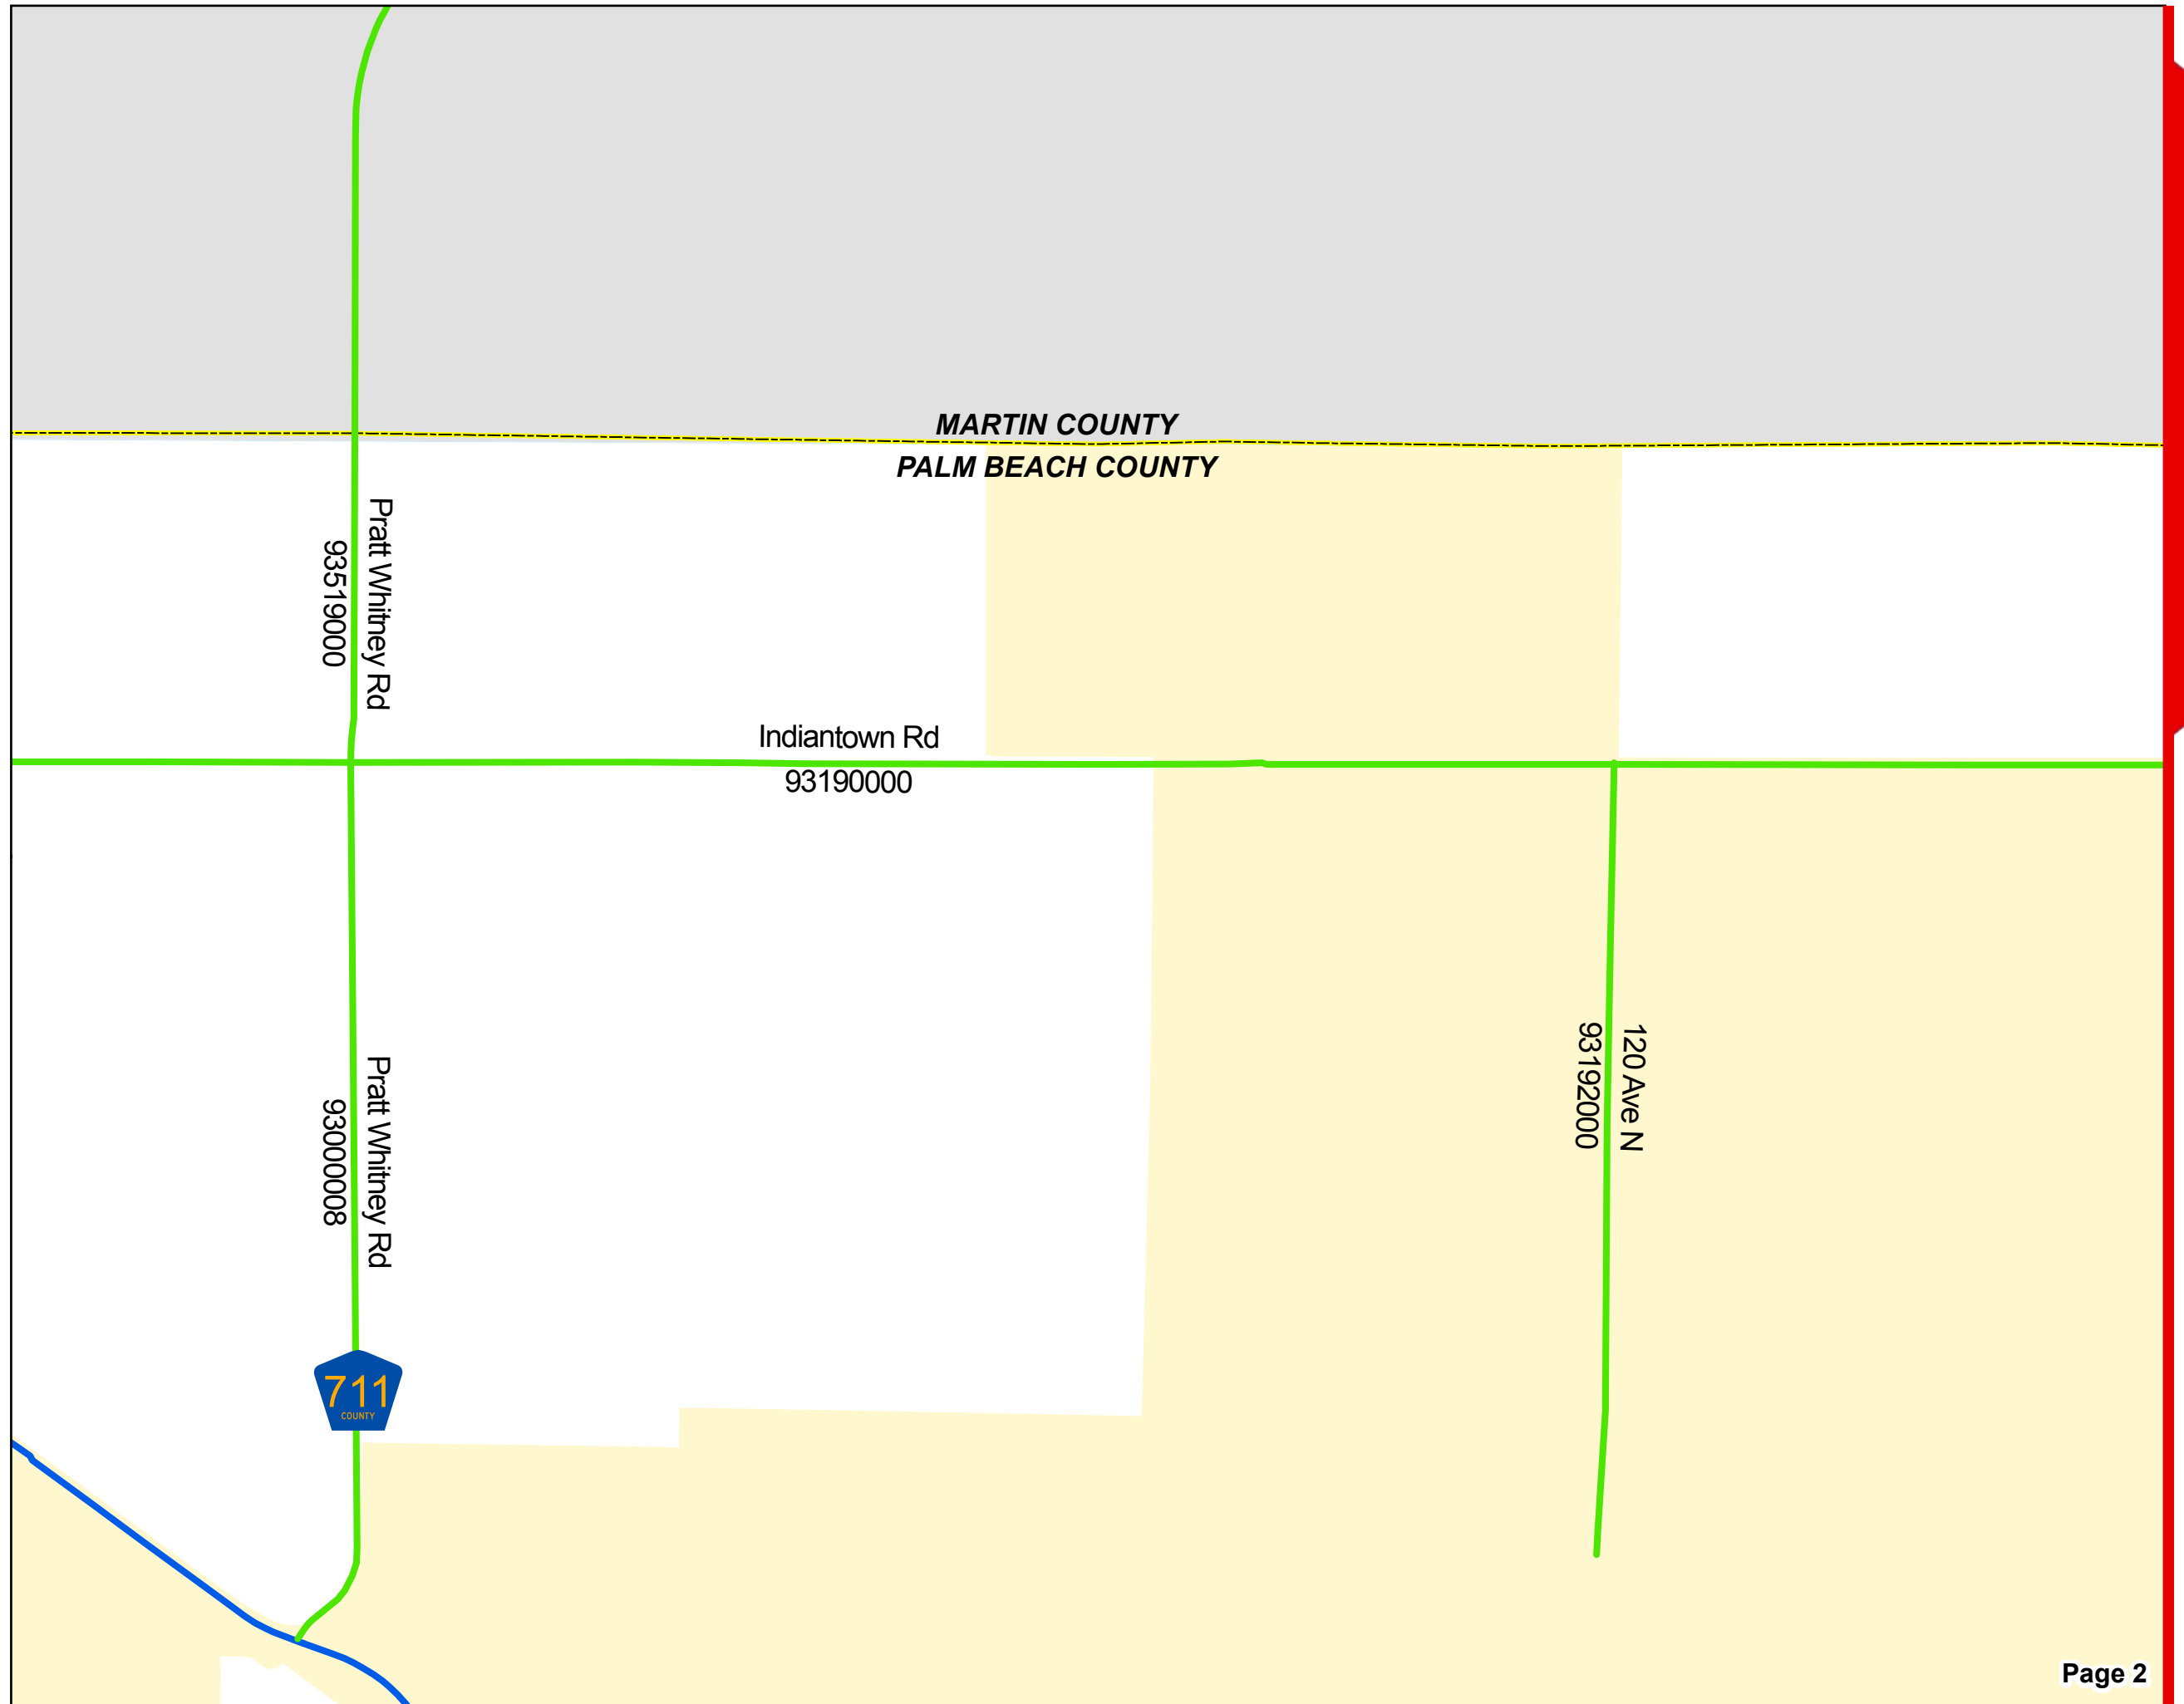 MARTIN COUNTY
PALM BEACH COUNTY
Pratt Whitney Rd
93519000
Indiantown Rd
93190000
120 Ave N
93192000
Pratt Whitney Rd
93000008
711
COUNTY
Page 2